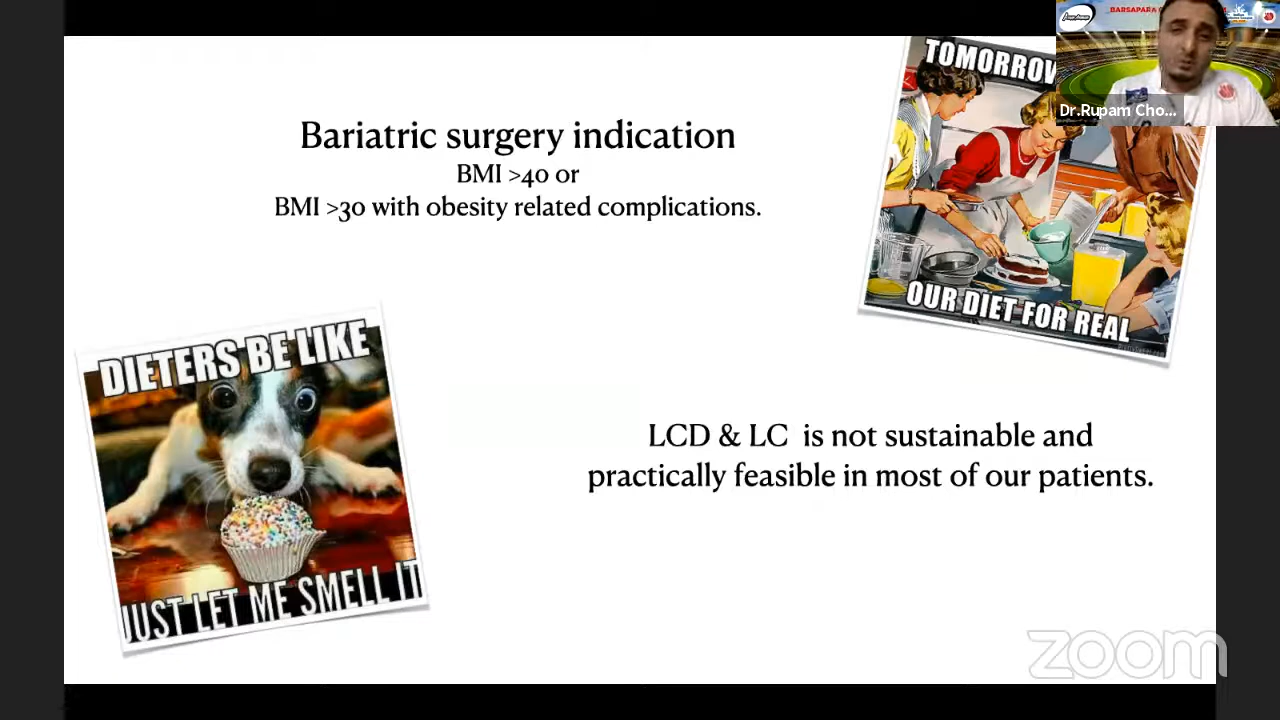 BARSAPARA
TOMORROW
Dr.Rupam Cho...
Bariatric surgery indication
BMI >40 or
BMI >30 with obesity related complications.
OUR DIET FOR REAL
DIETERS BE LIKE
JUST LET ME SMELL IT
LCD & LC is not sustainable and
practically feasible in most of our patients.
zoom